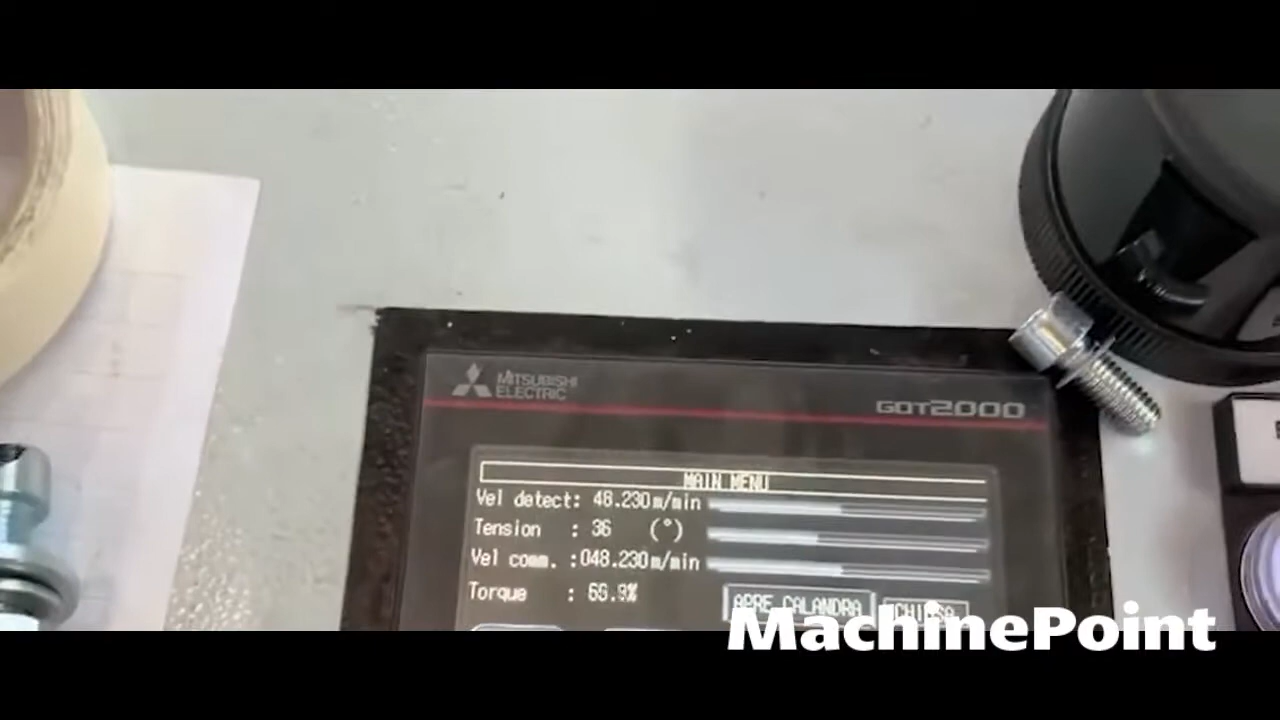 MITSUBISHI
ELECTRIC
GOT2000
MAIN MENU
Vel detect: 48.230m/min
Tension : 36 (°)
Vel comm. :048.230m/min
Torque : 66.9%
APRE CALANDRA
CHIUSA
MachinePoint